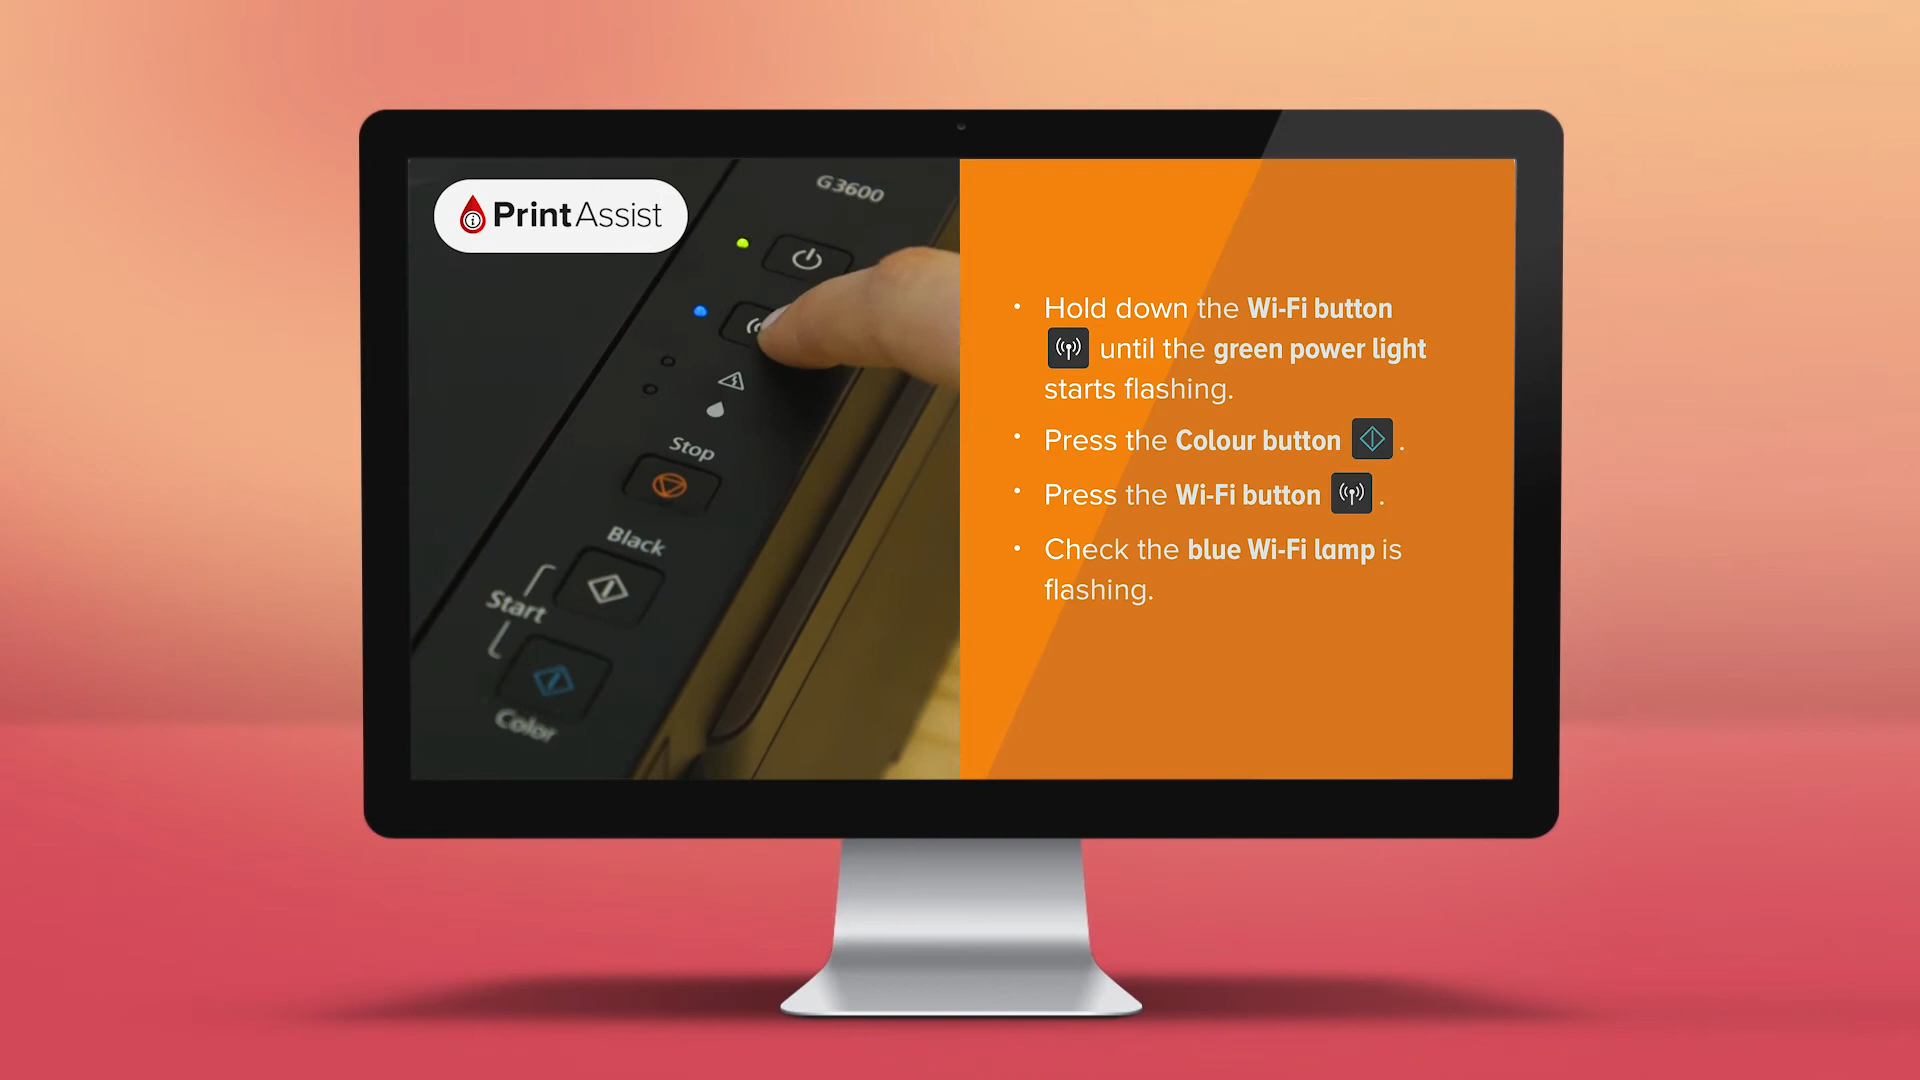 PrintAssist
G3600
Stop
Black
Start
Color
• Hold down the Wi-Fi button
until the green power light
starts flashing.
• Press the Colour button .
• Press the Wi-Fi button .
• Check the blue Wi-Fi lamp is
flashing.